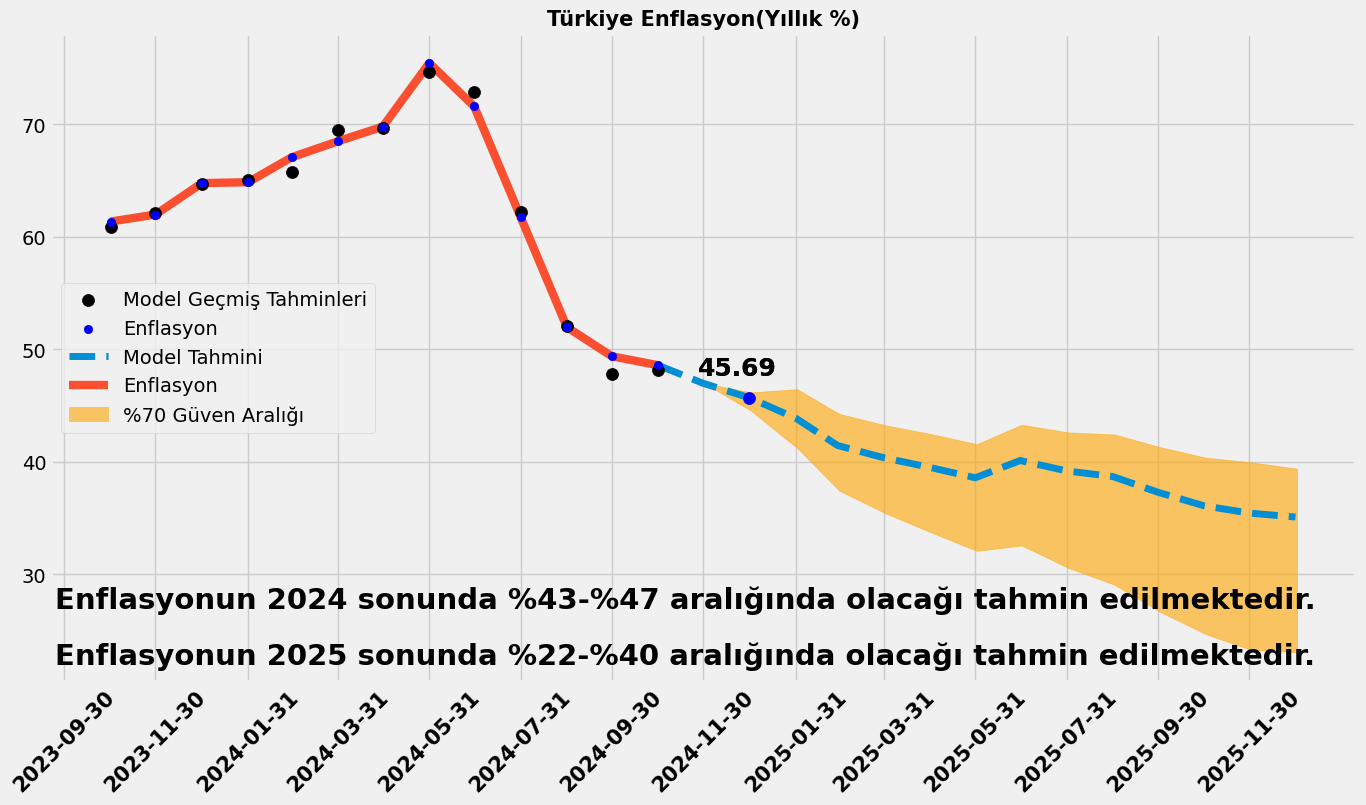 Türkiye Enflasyon(Yıllık %)
70
60
50
40
30
45.69
Model Geçmiş Tahminleri
Enflasyon
Model Tahmini
Enflasyon
%70 Güven Aralığı
Enflasyonun 2024 sonunda %43-%47 aralığında olacağı tahmin edilmektedir.
Enflasyonun 2025 sonunda %22-%40 aralığında olacağı tahmin edilmektedir.
2023-09-30
2023-11-30
2024-01-31
2024-03-31
2024-05-31
2024-07-31
2024-09-30
2024-11-30
2025-01-31
2025-03-31
2025-05-31
2025-07-31
2025-09-30
2025-11-30